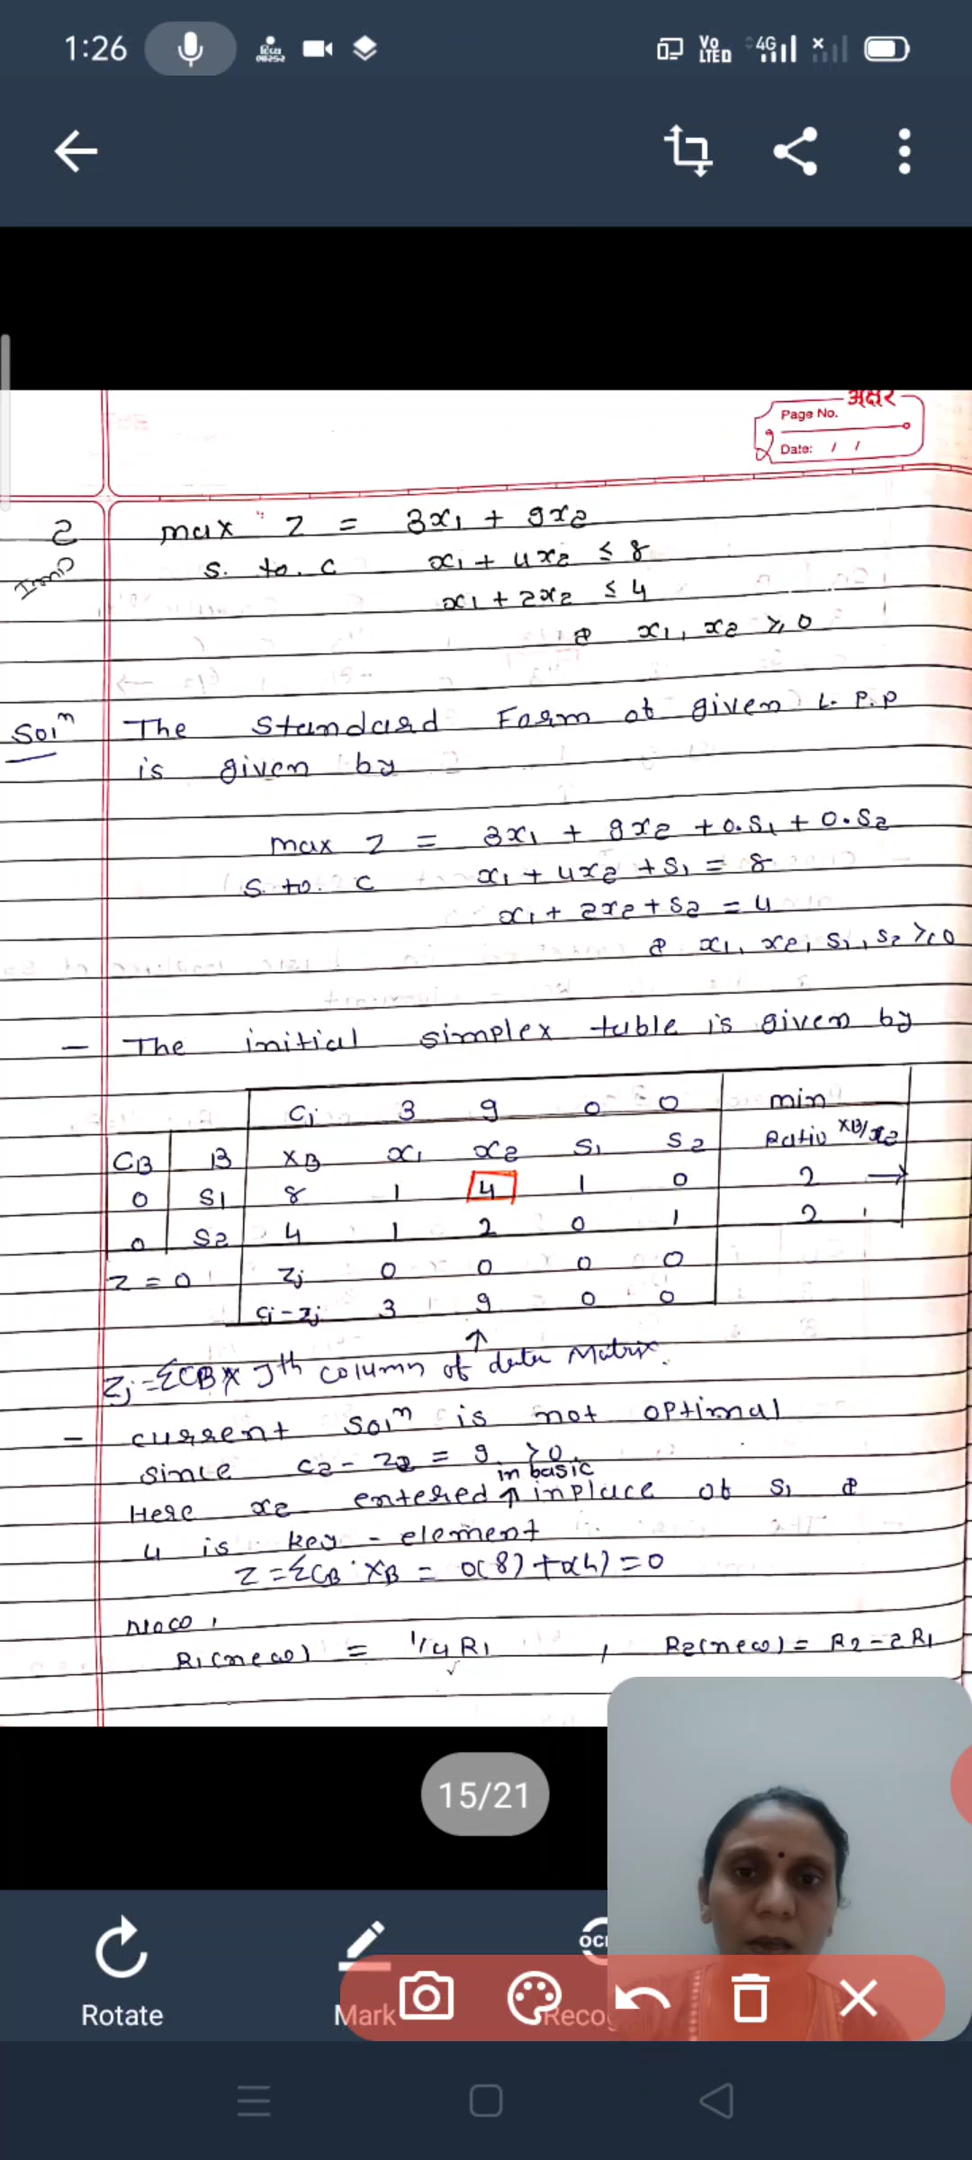 1:26
Vo LTED 4G
अक्षर
Page No.
2
Date: / /
2 max Z = 3x1 + 9x2
Imp s. to. c x1 + 4x2 ≤ 8
x1 + 2x2 ≤ 4
& x1, x2 ≥ 0
Soln The Standard Form of given L.P.P
is given by
max Z = 3x1 + 9x2 + 0.S1 + 0.S2
s. to. c x1 + 4x2 + S1 = 8
x1 + 2x2 + S2 = 4
& x1, x2, S1, S2 ≥ 0
— The initial simplex table is given by
Cj 3 9 0 0 min
CB B XB x1 x2 S1 S2 Ratio XB/x2
0 S1 8 1 4 1 0 2 →
0 S2 4 1 2 0 1 2
Z = 0 Zj 0 0 0 0
Cj-Zj 3 9 0 0
↑
Zj = ΣCB X Jth column of data Matrix.
— current Soln is not optimal
since C2 - Z2 = 9 > 0
in basic
Here x2 entered ↑ inplace of S1 &
4 is key - element
Z = ΣCB · XB = 0(8) + 0(4) = 0
Now,
R1(new) = 1/4 R1 , R2(new) = R2 - 2R1
15/21
OC
Rotate
Mark
Reco